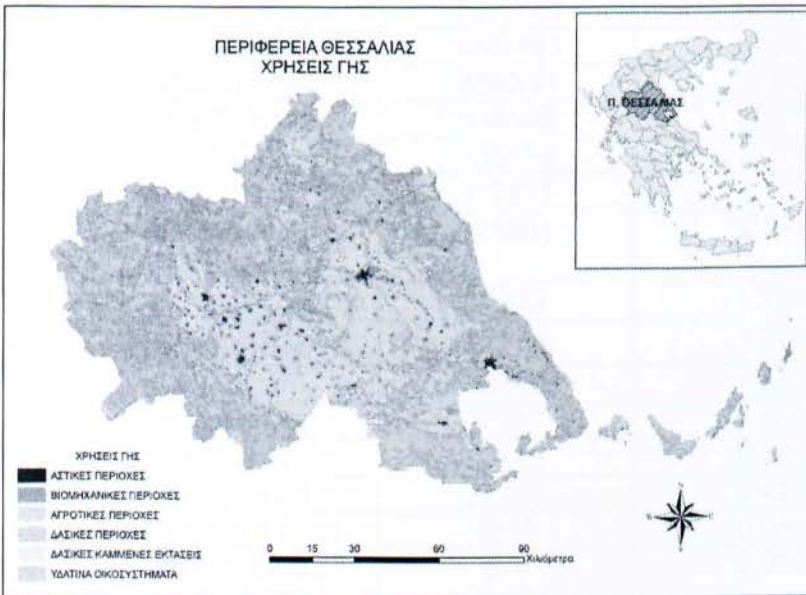 ΠΕΡΙΦΕΡΕΙΑ ΘΕΣΣΑΛΙΑΣ
ΧΡΗΣΕΙΣ ΓΗΣ
Π. ΘΕΣΣΑΛΙΑΣ
ΧΡΗΣΕΙΣ ΓΗΣ
ΑΣΤΙΚΕΣ ΠΕΡΙΟΧΕΣ
ΒΙΟΜΗΧΑΝΙΚΕΣ ΠΕΡΙΟΧΕΣ
ΑΓΡΟΤΙΚΕΣ ΠΕΡΙΟΧΕΣ
ΔΑΣΙΚΕΣ ΠΕΡΙΟΧΕΣ
ΔΑΣΙΚΕΣ ΚΑΜΜΕΝΕΣ ΕΚΤΑΣΕΙΣ
ΥΔΑΤΙΝΑ ΟΙΚΟΣΥΣΤΗΜΑΤΑ
0 15 30 60 90
Χιλιόμετρα
N
W E
S